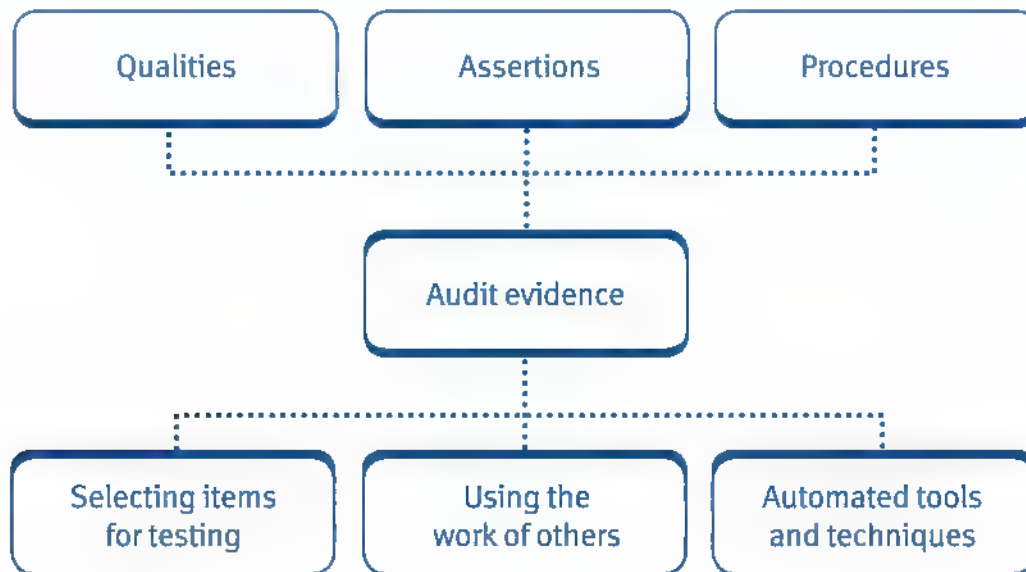 Qualities
Assertions
Procedures
Audit evidence
Selecting items
for testing
Using the
work of others
Automated tools
and techniques